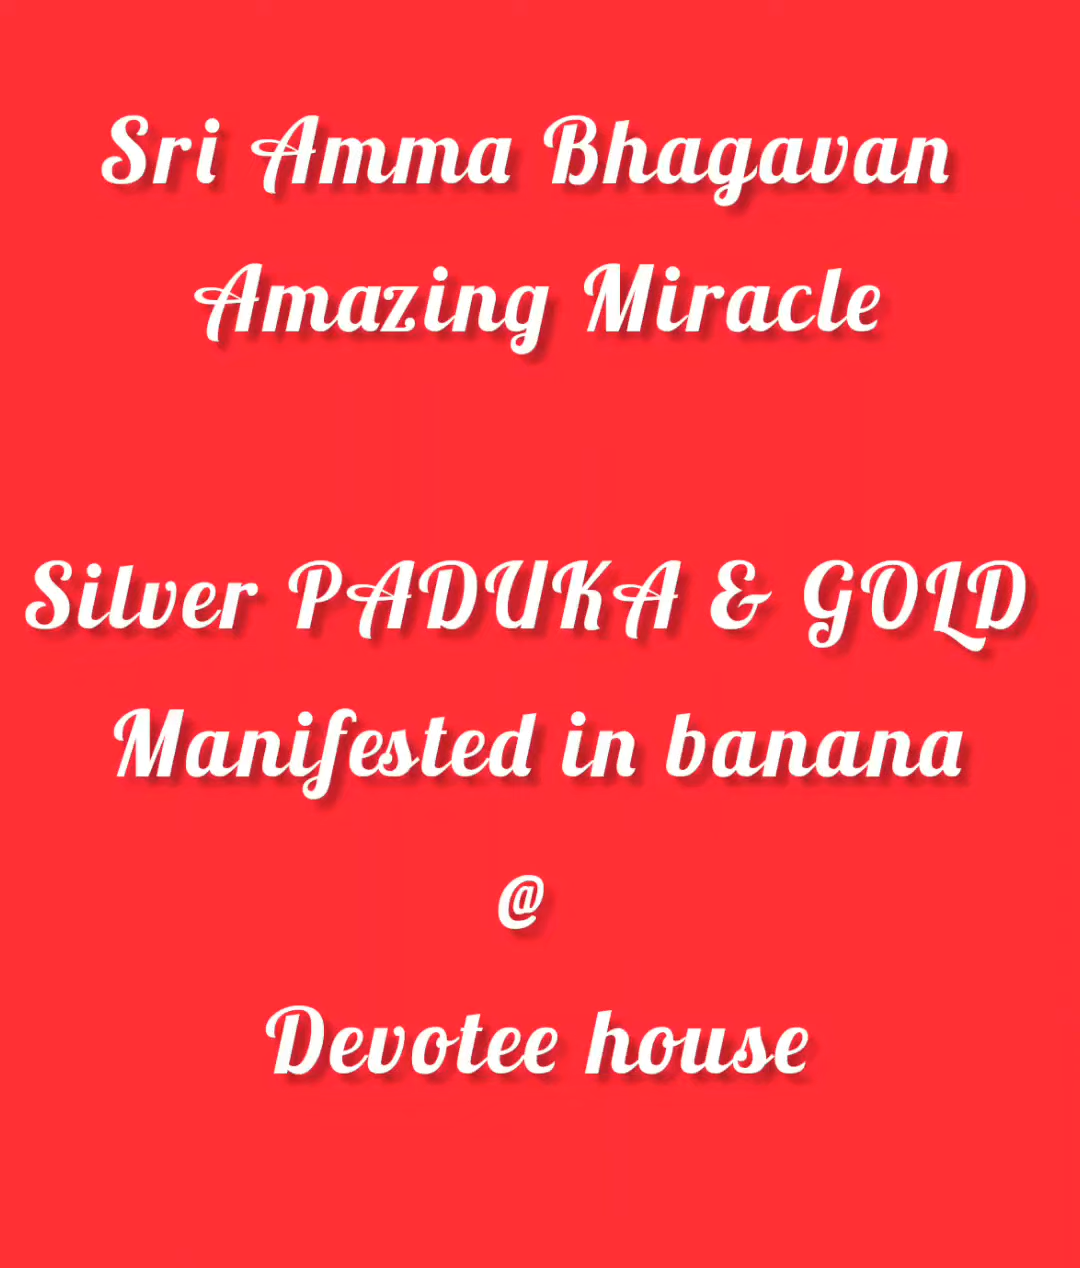 Sri Amma Bhagavan
Amazing Miracle
Silver PADUKA & GOLD
Manifested in banana
@
Devotee house